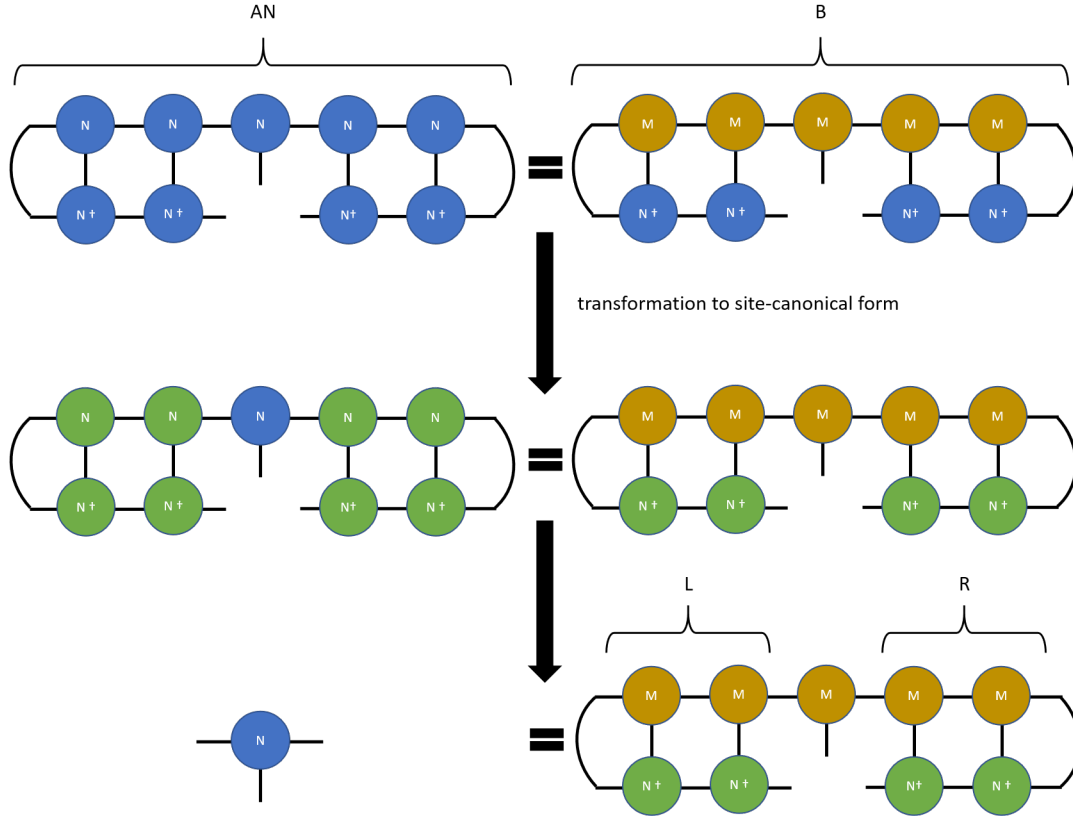 AN B
N N N N N M M M M M
N † N † N† N † N † N † N† N †
transformation to site-canonical form
N N N N N M M M M M
N † N † N† N † N † N † N† N †
L R
M M M M M
N
N † N † N† N †